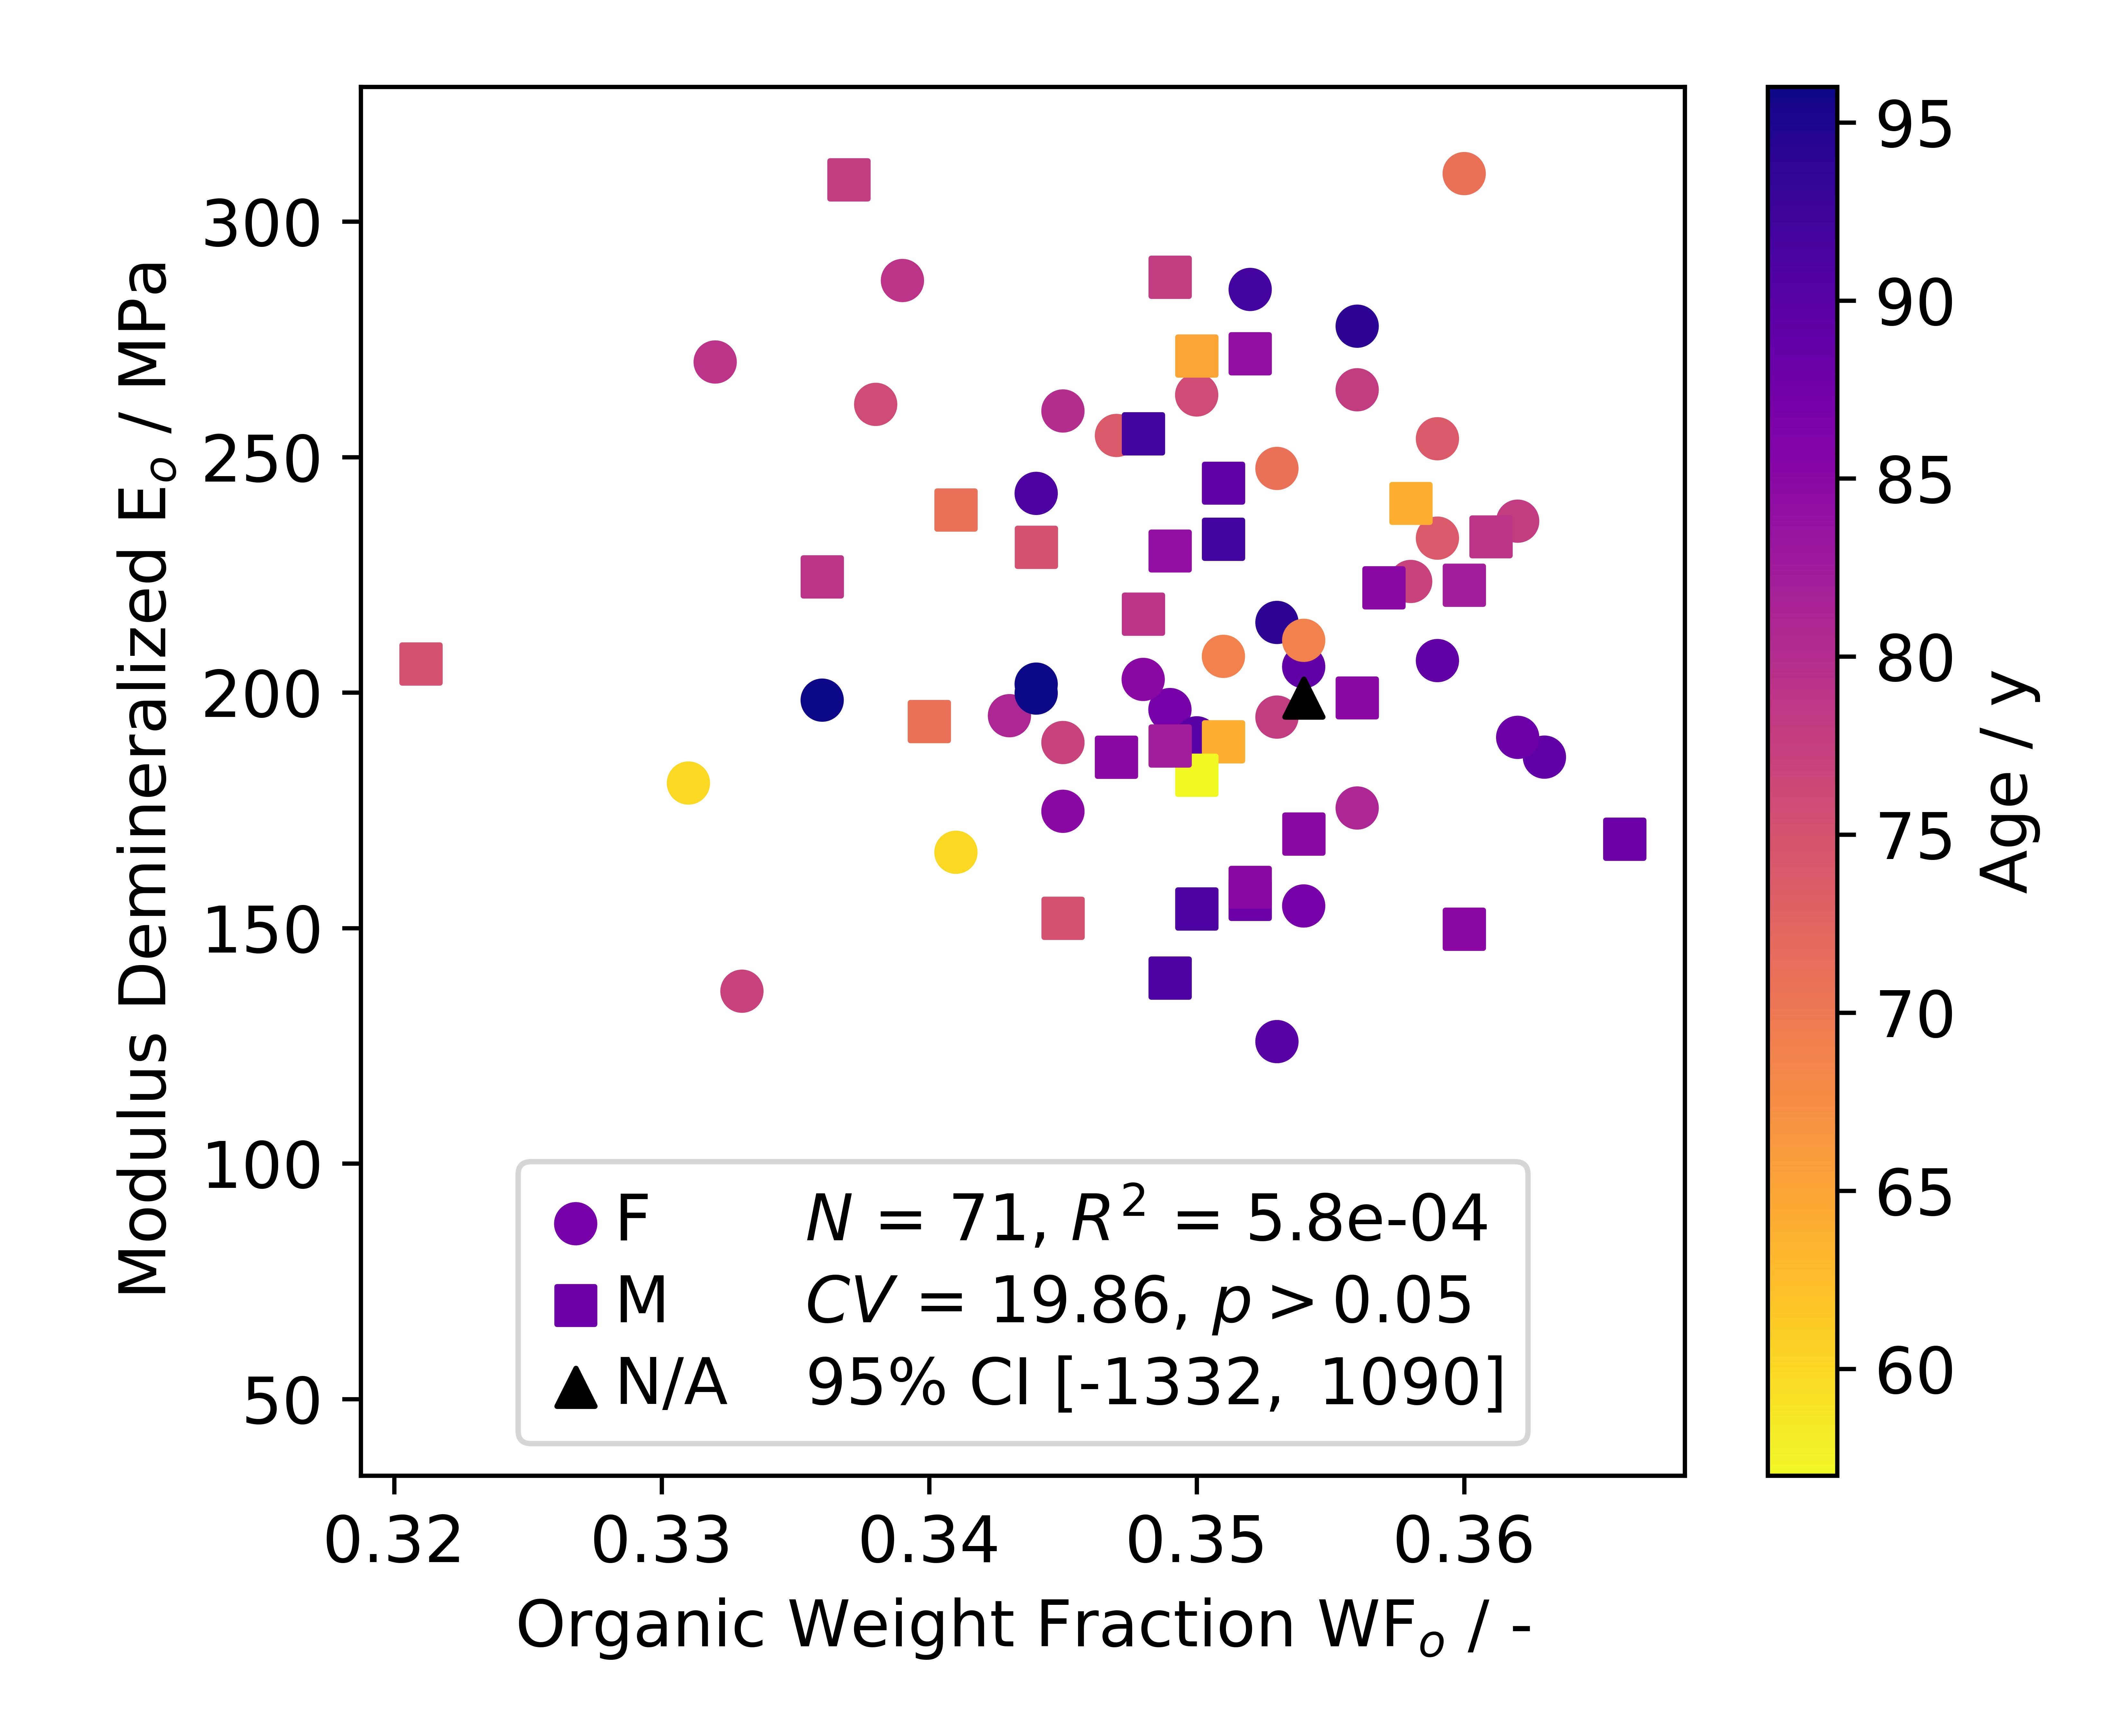 Modulus Demineralized E_o / MPa
300
250
200
150
100
50
F N = 71, R² = 5.8e-04
M CV = 19.86, p > 0.05
N/A 95% CI [-1332, 1090]
0.32 0.33 0.34 0.35 0.36
Organic Weight Fraction WF_o / -
95
90
85
80
75
70
65
60
Age / y